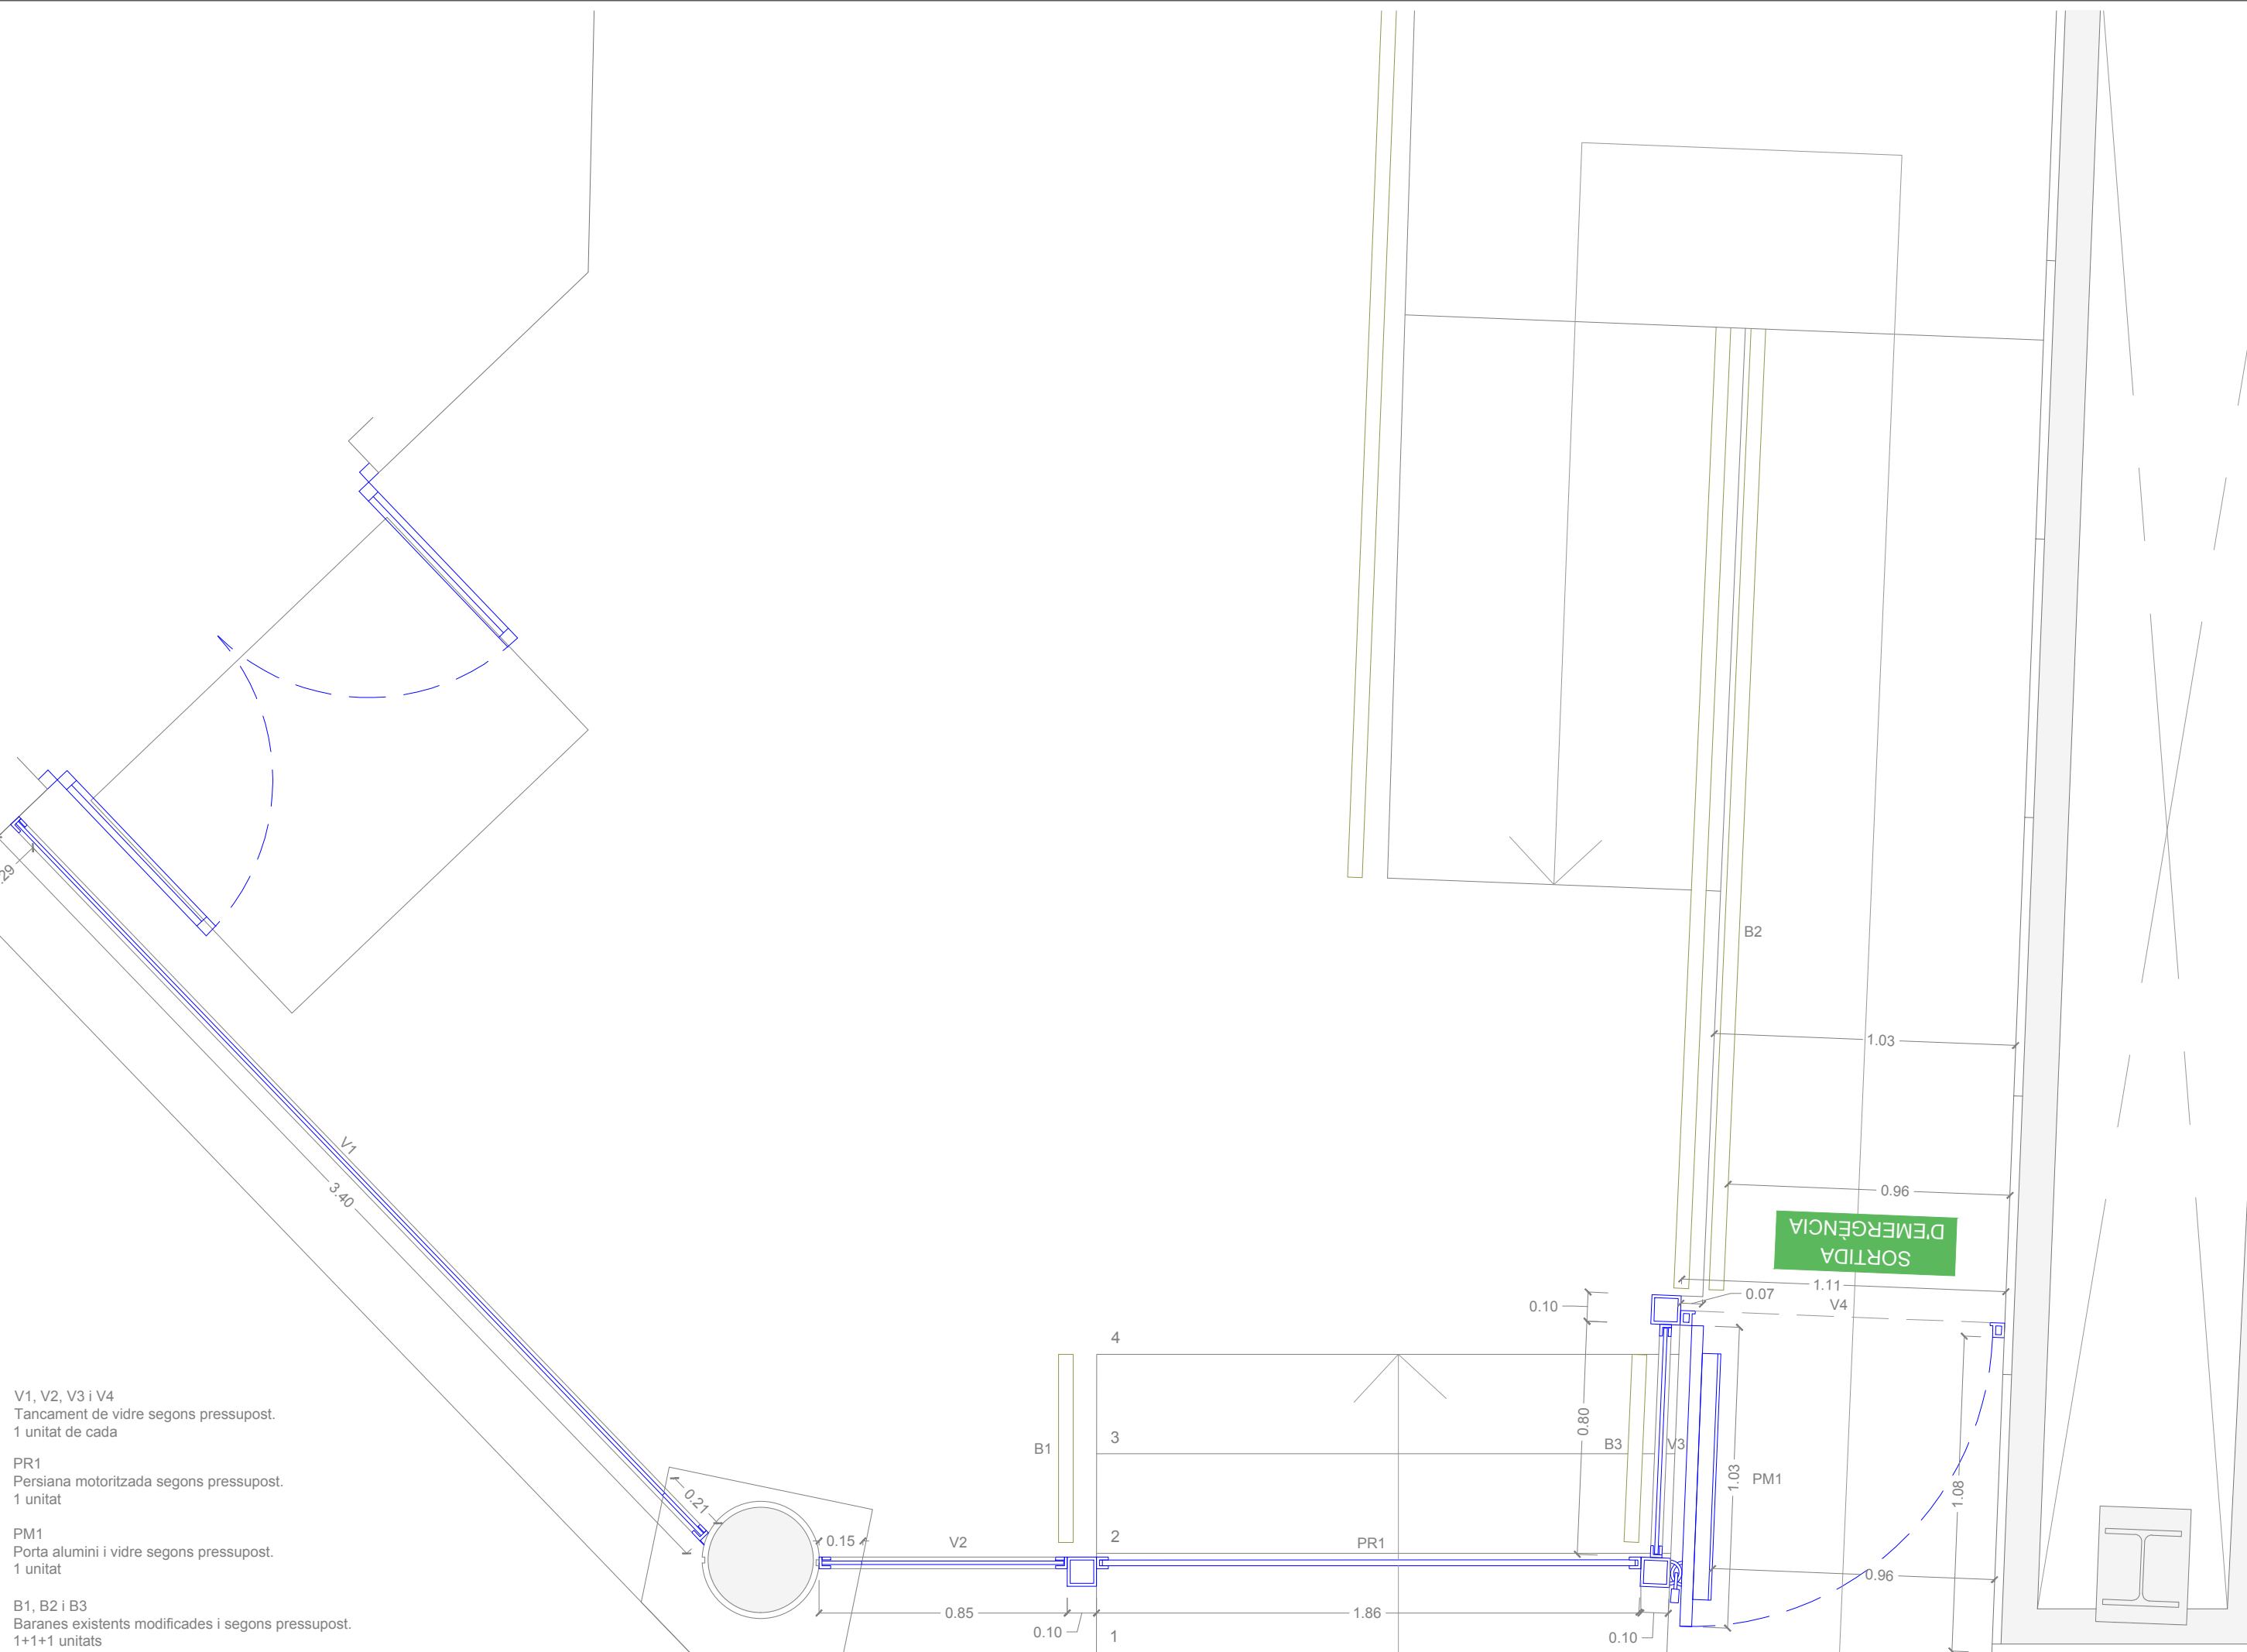 .29
V1
3.40
1.03
B2
0.96
SORTIDA
D'EMERGÈNCIA
1.11
0.07
V4
0.10
4
0.80
3
B1
B3
V3
1.03
PM1
1.08
0.21
0.15
V2
2
PR1
0.96
0.85
0.10
1.86
0.10
1
V1, V2, V3 i V4
Tancament de vidre segons pressupost.
1 unitat de cada
PR1
Persiana motoritzada segons pressupost.
1 unitat
PM1
Porta alumini i vidre segons pressupost.
1 unitat
B1, B2 i B3
Baranes existents modificades i segons pressupost.
1+1+1 unitats